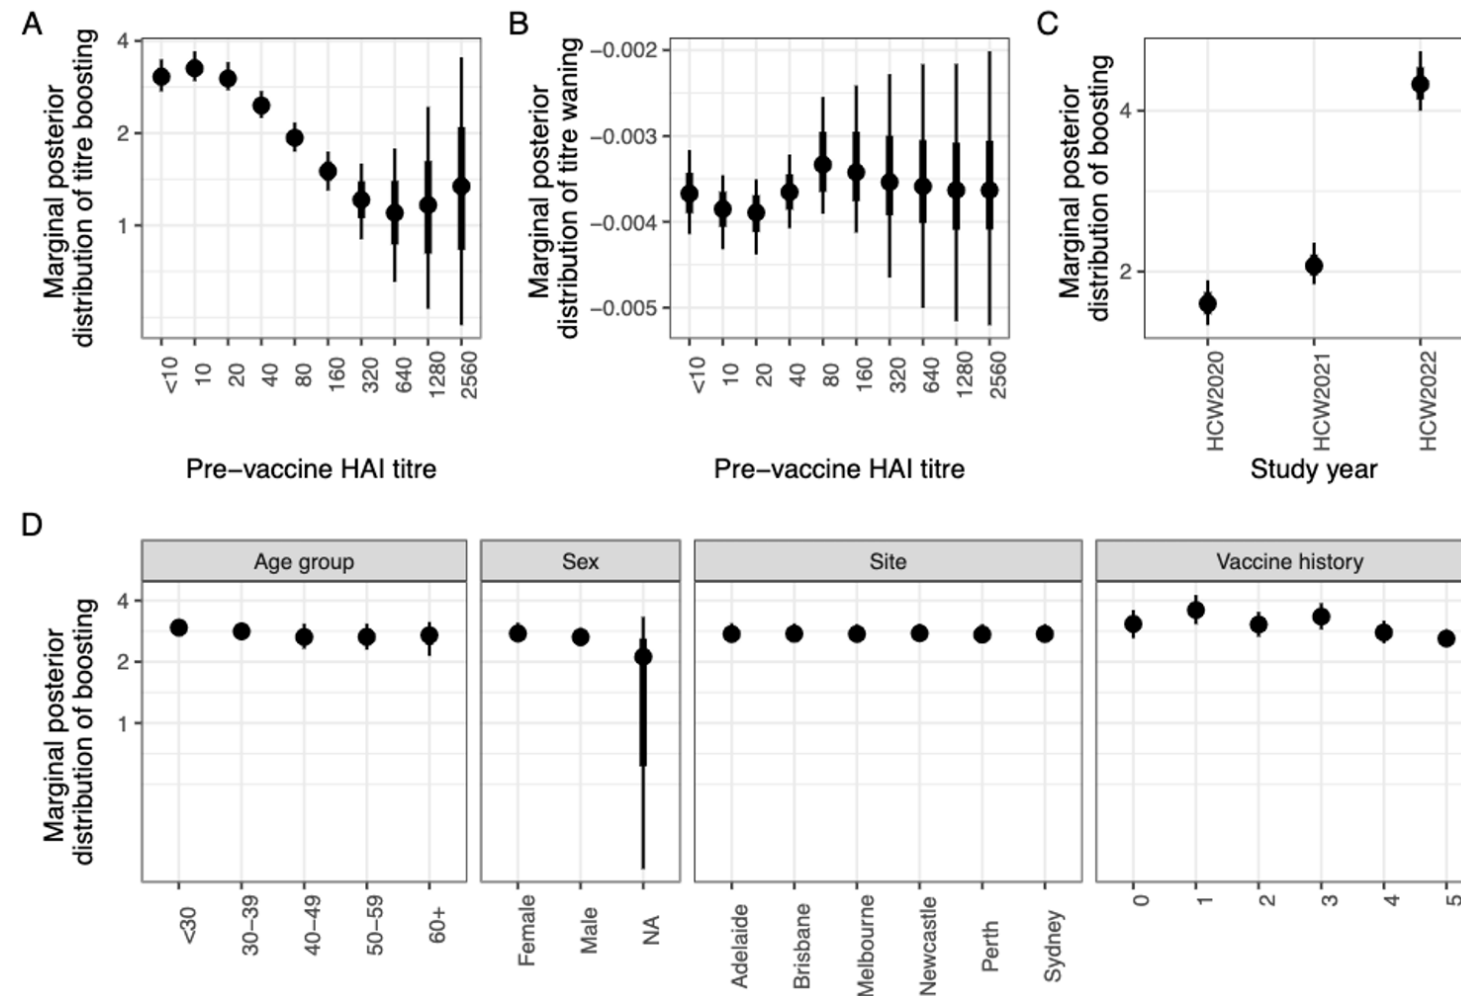 A
Marginal posterior
distribution of titre boosting
4
2
1
<10
10
20
40
80
160
320
640
1280
2560
Pre−vaccine HAI titre
B
Marginal posterior
distribution of titre waning
−0.002
−0.003
−0.004
−0.005
<10
10
20
40
80
160
320
640
1280
2560
Pre−vaccine HAI titre
C
Marginal posterior
distribution of boosting
4
2
HCW2020
HCW2021
HCW2022
Study year
D
Marginal posterior
distribution of boosting
4
2
1
Age group
<30
30−39
40−49
50−59
60+
Sex
Female
Male
NA
Site
Adelaide
Brisbane
Melbourne
Newcastle
Perth
Sydney
Vaccine history
0
1
2
3
4
5